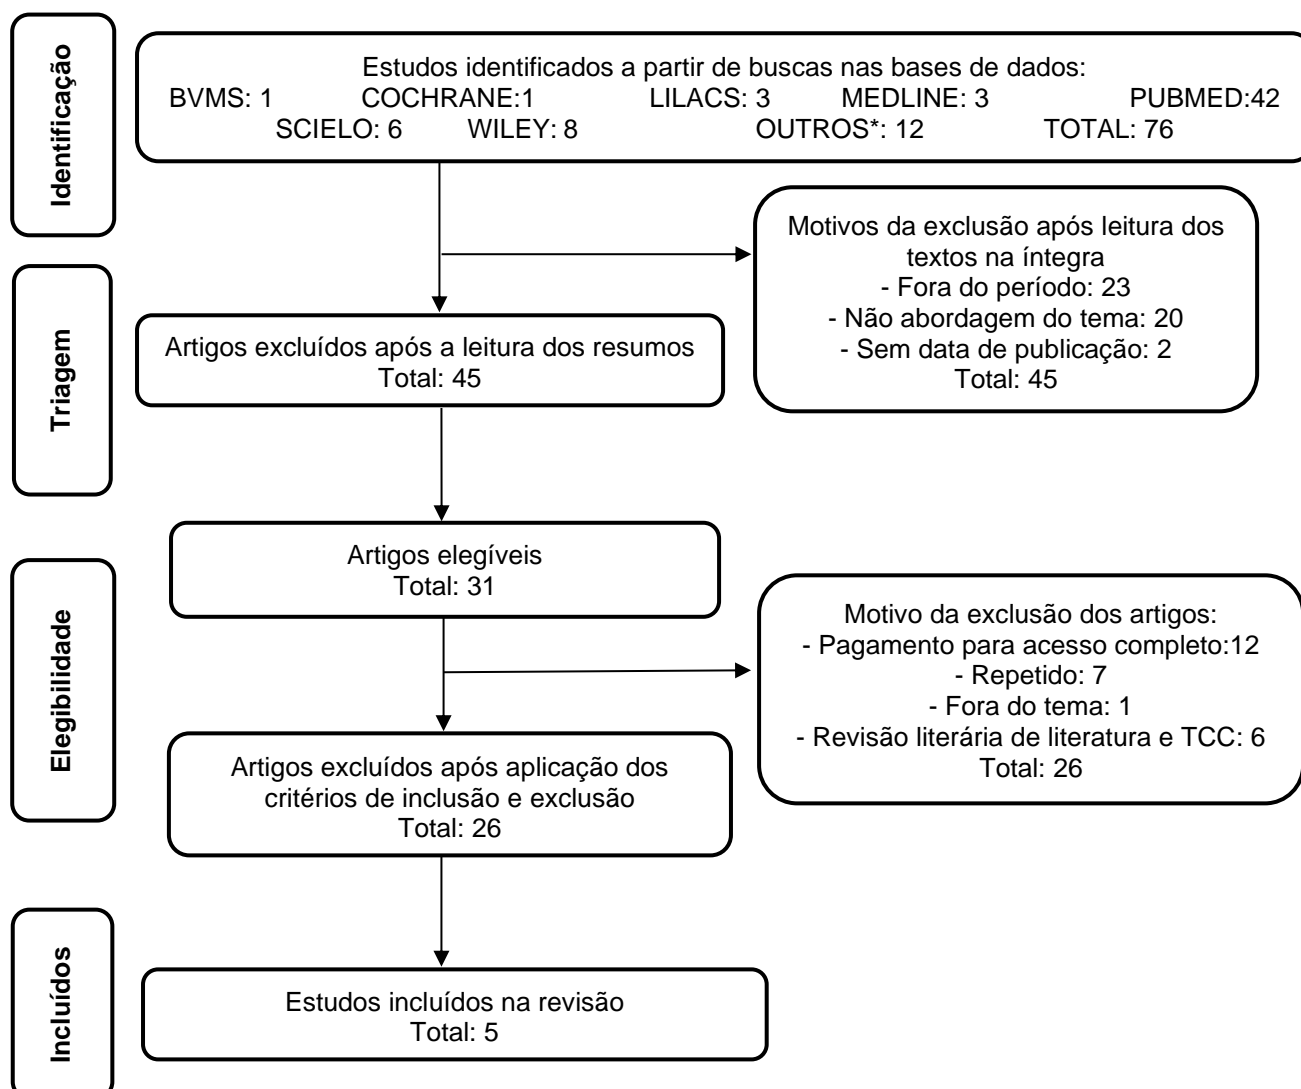 Identificação
Estudos identificados a partir de buscas nas bases de dados:
BVMS: 1 COCHRANE:1 LILACS: 3 MEDLINE: 3 PUBMED:42
SCIELO: 6 WILEY: 8 OUTROS*: 12 TOTAL: 76
Motivos da exclusão após leitura dos
textos na íntegra
- Fora do período: 23
- Não abordagem do tema: 20
- Sem data de publicação: 2
Total: 45
Triagem
Artigos excluídos após a leitura dos resumos
Total: 45
Artigos elegíveis
Total: 31
Elegibilidade
Motivo da exclusão dos artigos:
- Pagamento para acesso completo:12
- Repetido: 7
- Fora do tema: 1
- Revisão literária de literatura e TCC: 6
Total: 26
Artigos excluídos após aplicação dos
critérios de inclusão e exclusão
Total: 26
Incluídos
Estudos incluídos na revisão
Total: 5